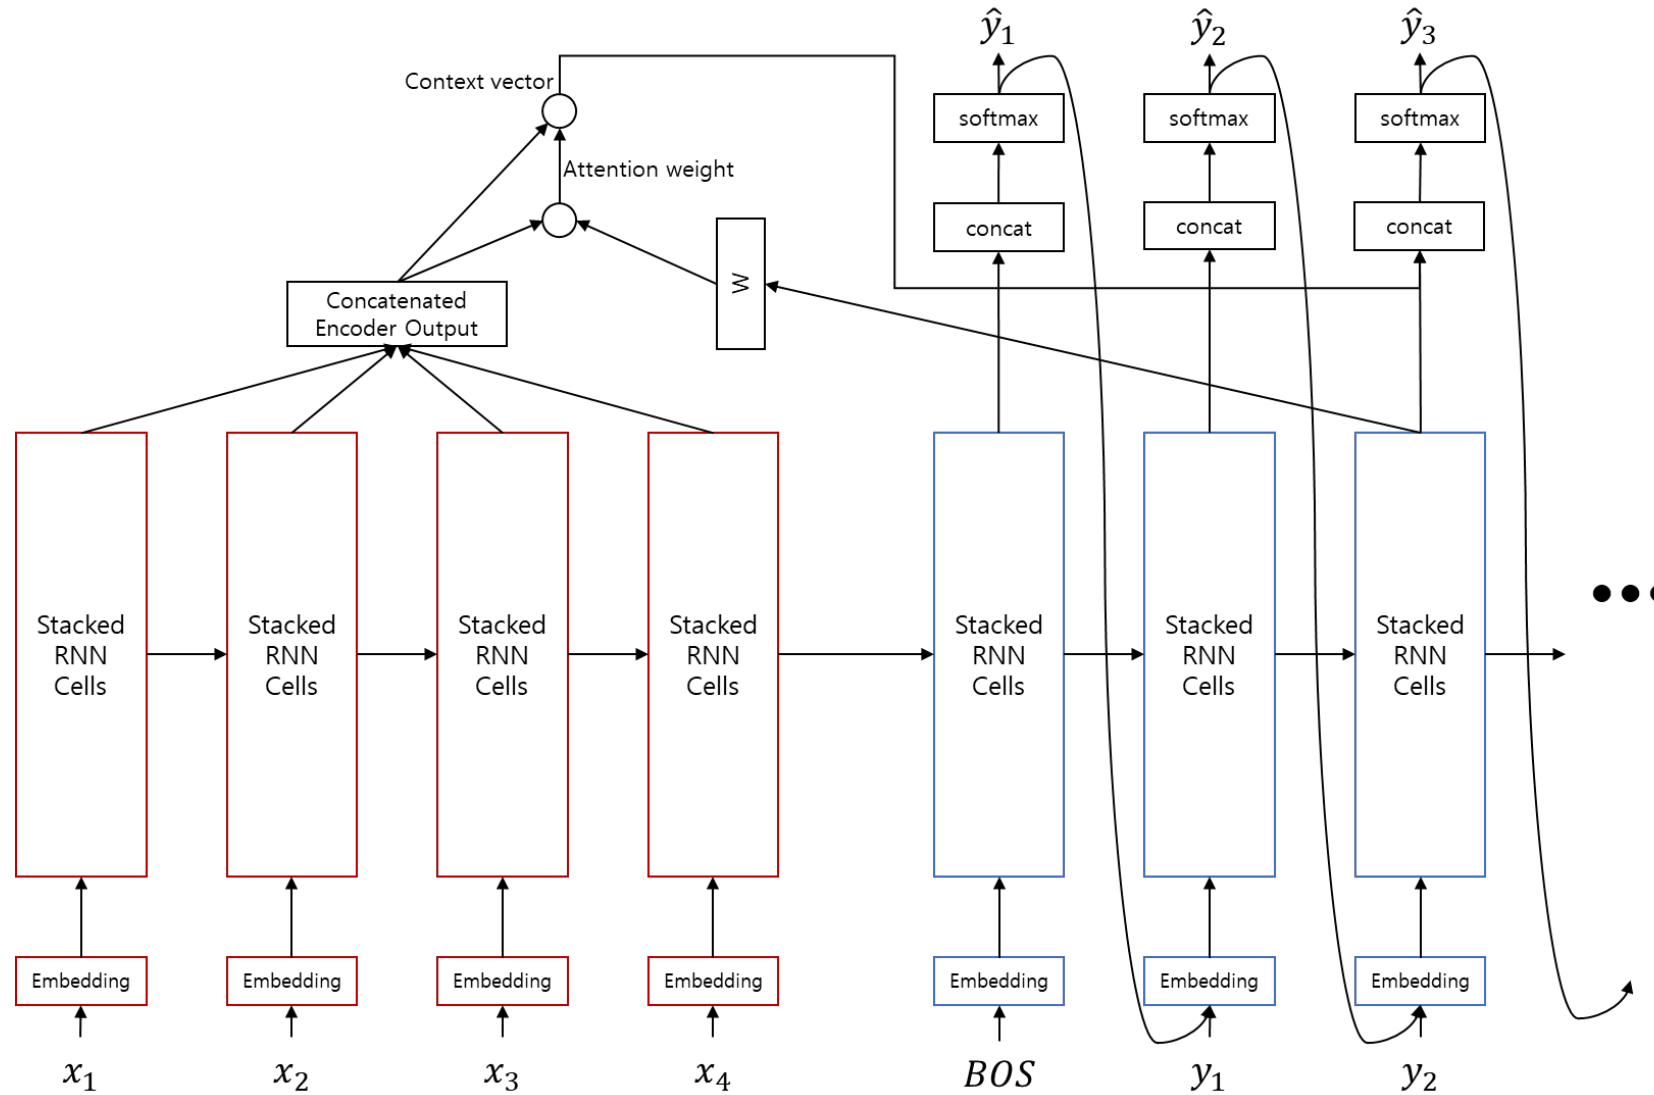 ŷ1 ŷ2 ŷ3
Context vector
softmax softmax softmax
Attention weight
concat concat concat
W
Concatenated
Encoder Output
Stacked Stacked Stacked Stacked Stacked Stacked Stacked
RNN RNN RNN RNN RNN RNN RNN
Cells Cells Cells Cells Cells Cells Cells
Embedding Embedding Embedding Embedding Embedding Embedding Embedding
x1 x2 x3 x4 BOS y1 y2